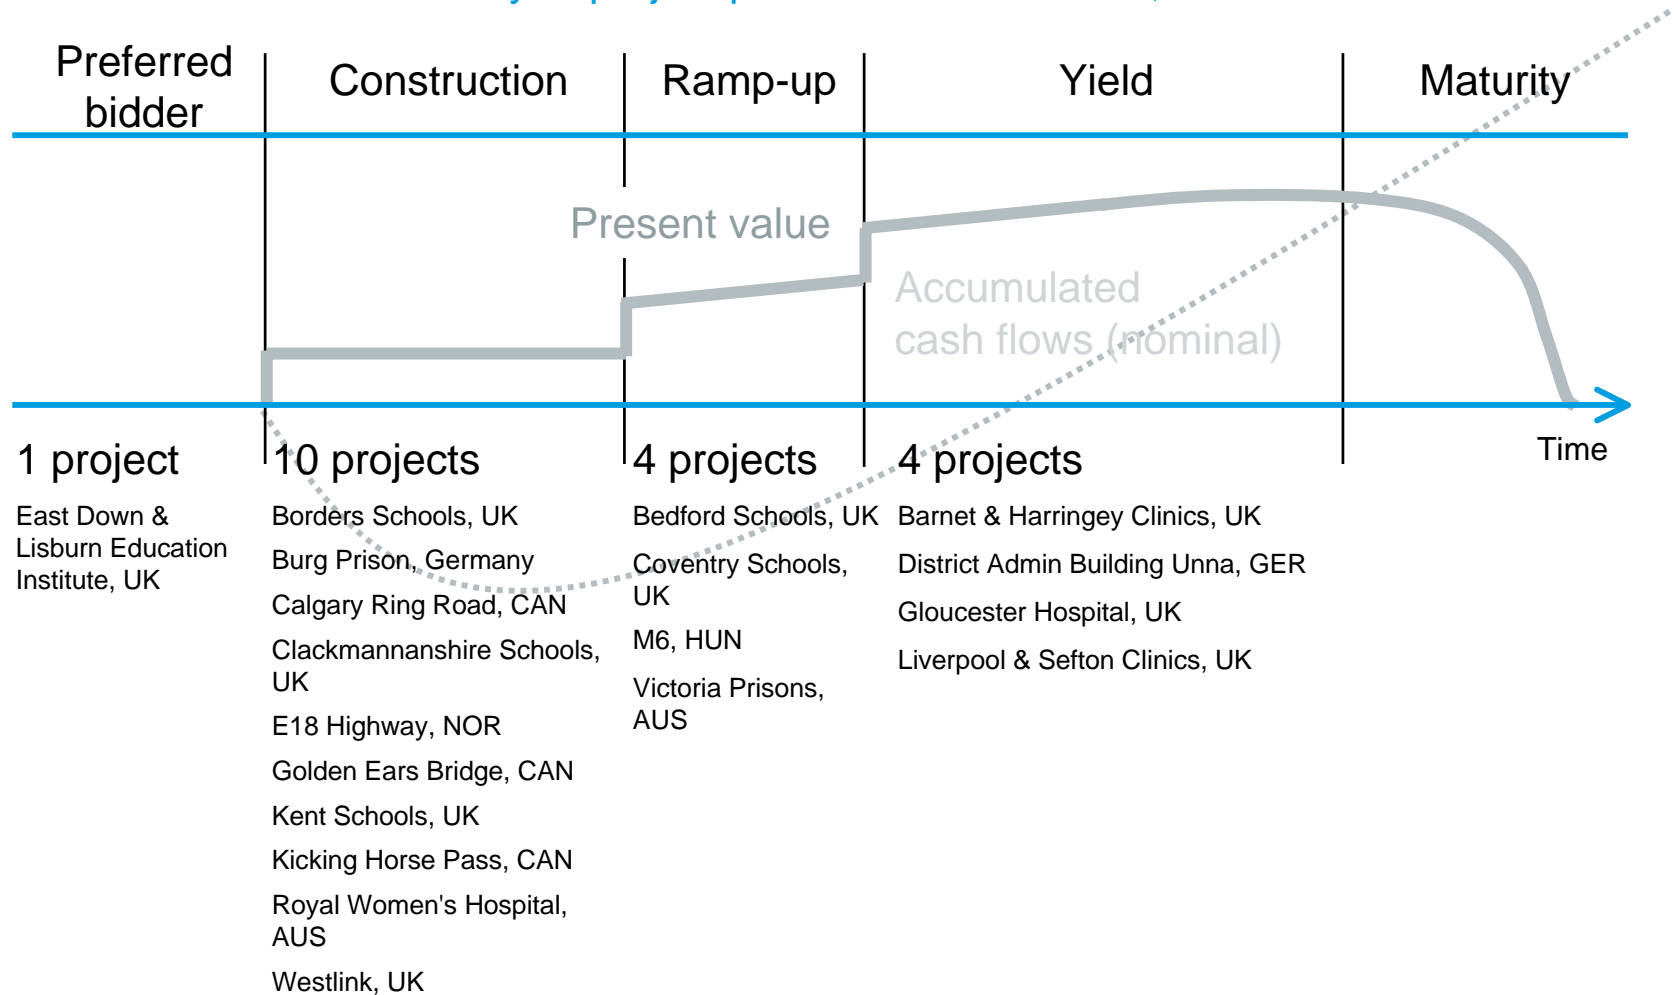 Preferred
bidder
Construction
Ramp-up
Yield
Maturity
Present value
Accumulated
cash flows (nominal)
Time
1 project
East Down &
Lisburn Education
Institute, UK
10 projects
Borders Schools, UK
Burg Prison, Germany
Calgary Ring Road, CAN
Clackmannanshire Schools,
UK
E18 Highway, NOR
Golden Ears Bridge, CAN
Kent Schools, UK
Kicking Horse Pass, CAN
Royal Women's Hospital,
AUS
Westlink, UK
4 projects
Bedford Schools, UK
Coventry Schools,
UK
M6, HUN
Victoria Prisons,
AUS
4 projects
Barnet & Harringey Clinics, UK
District Admin Building Unna, GER
Gloucester Hospital, UK
Liverpool & Sefton Clinics, UK